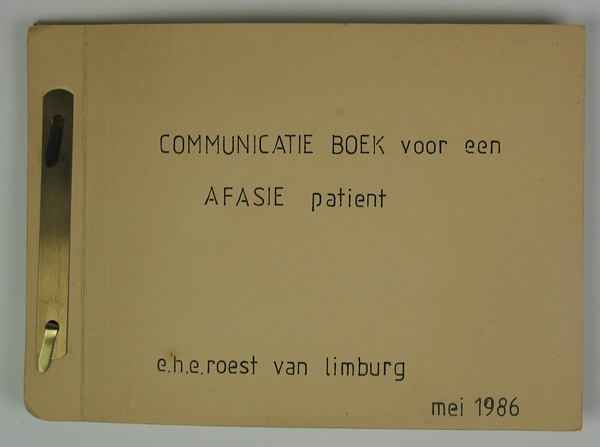 COMMUNICATIE BOEK voor een
AFASIE patient
e.h.e.roest van limburg
mei 1986